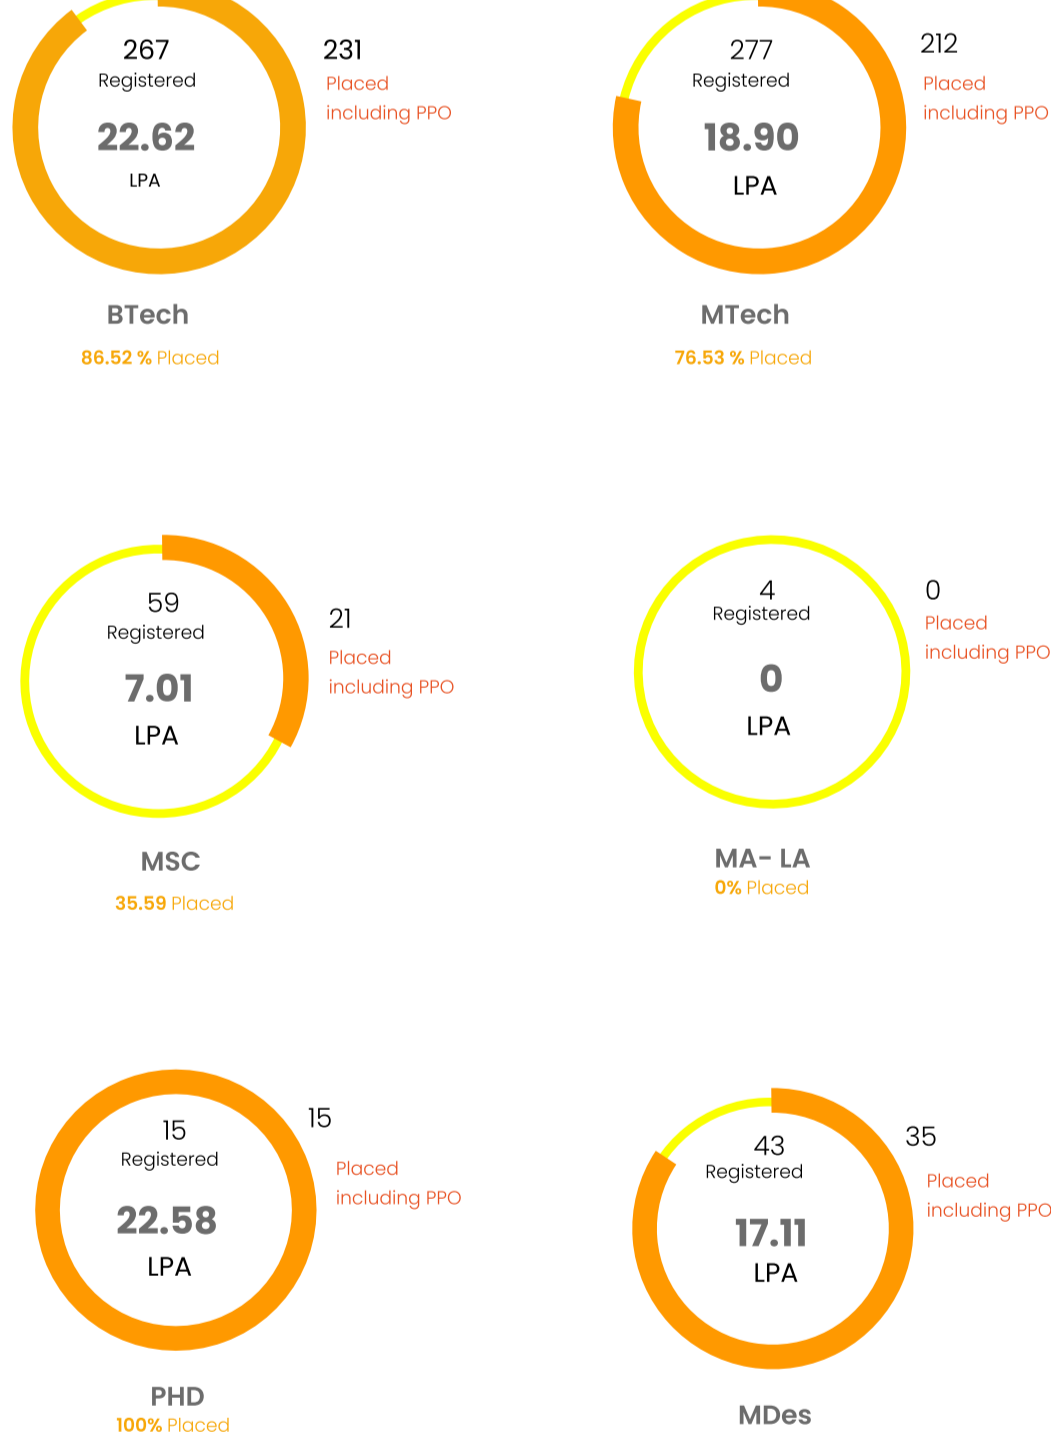 267
Registered
22.62
LPA
231
Placed
including PPO
BTech
86.52 % Placed
277
Registered
18.90
LPA
212
Placed
including PPO
MTech
76.53 % Placed
59
Registered
7.01
LPA
21
Placed
including PPO
MSC
35.59 Placed
4
Registered
0
LPA
0
Placed
including PPO
MA- LA
0% Placed
15
Registered
22.58
LPA
15
Placed
including PPO
PHD
100% Placed
43
Registered
17.11
LPA
35
Placed
including PPO
MDes